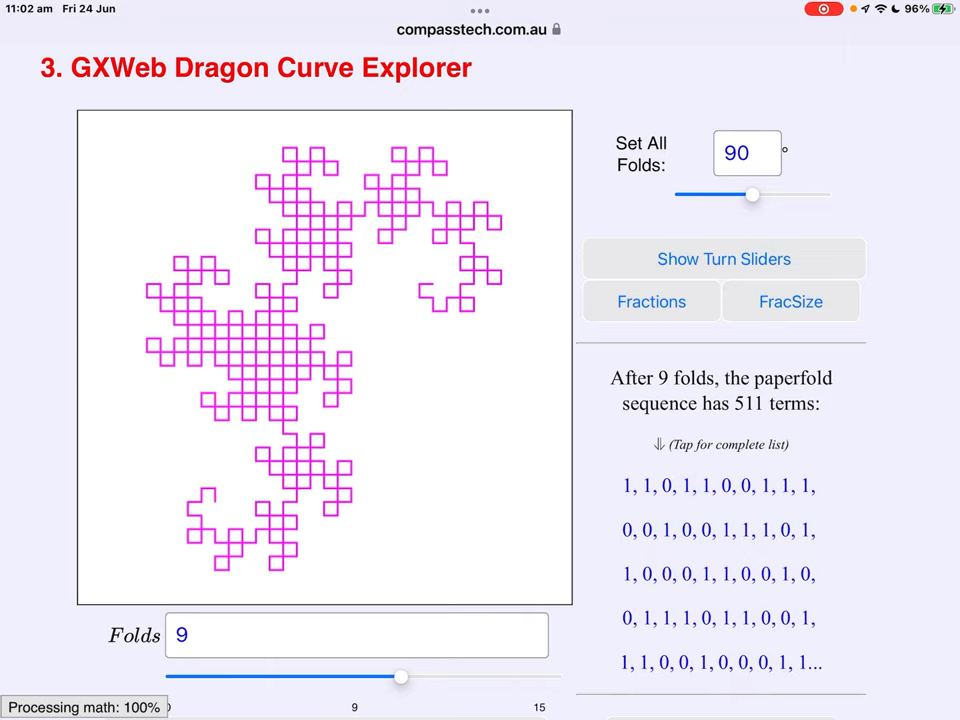 11:02 am Fri 24 Jun
96%
compasstech.com.au
3. GXWeb Dragon Curve Explorer
Set All
Folds:
90 °
Show Turn Sliders
Fractions
FracSize
After 9 folds, the paperfold
sequence has 511 terms:
⇓ (Tap for complete list)
1, 1, 0, 1, 1, 0, 0, 1, 1, 1,
0, 0, 1, 0, 0, 1, 1, 1, 0, 1,
1, 0, 0, 0, 1, 1, 0, 0, 1, 0,
0, 1, 1, 1, 0, 1, 1, 0, 0, 1,
1, 1, 0, 0, 1, 0, 0, 0, 1, 1...
Folds 9
Processing math: 100%
9
15